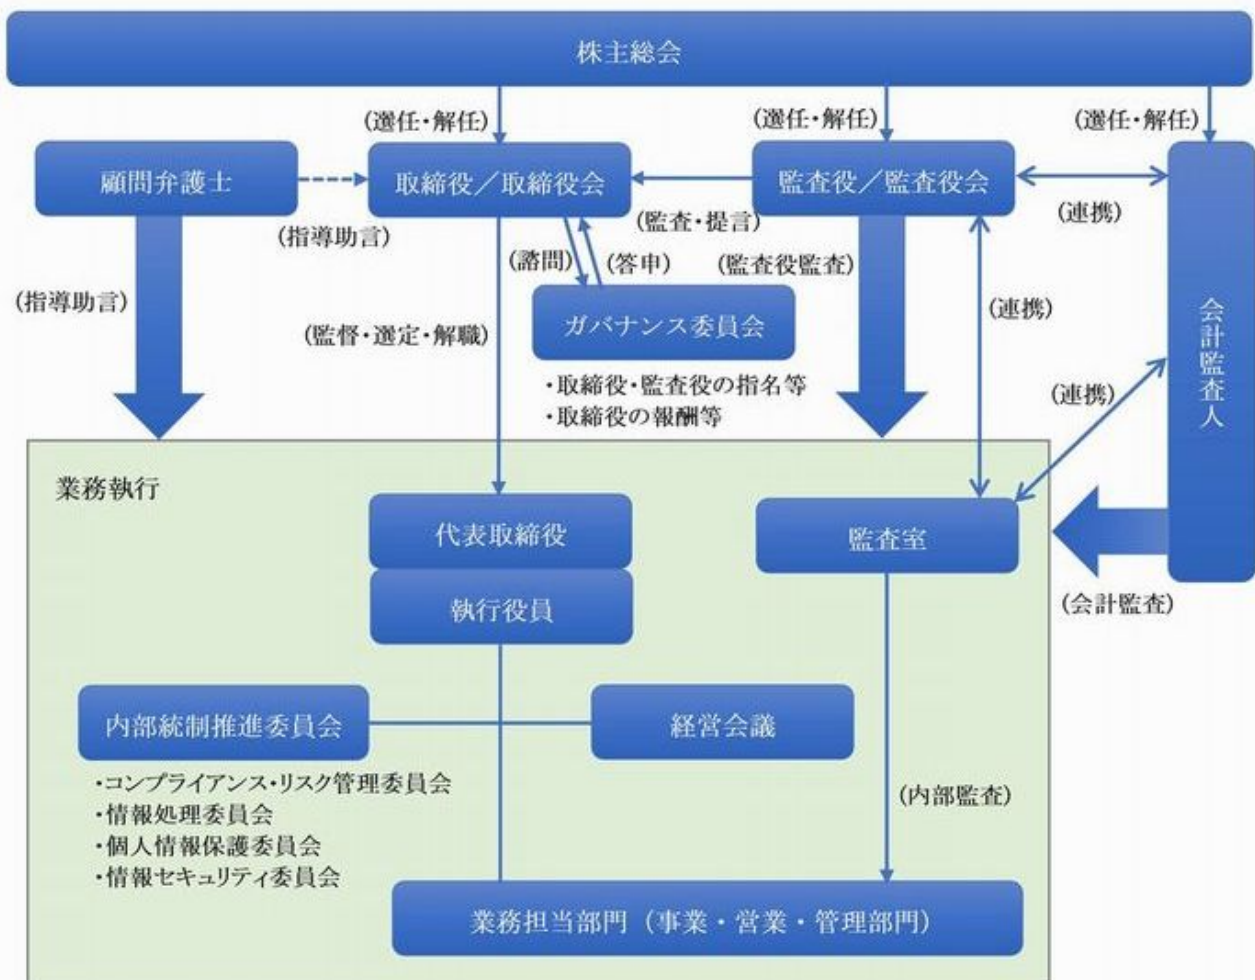 株主総会
(選任・解任)
(選任・解任)
(選任・解任)
顧問弁護士
取締役／取締役会
監査役／監査役会
(指導助言)
(監査・提言)
(連携)
(諮問)
(答申)
(監査役監査)
(指導助言)
(監督・選定・解職)
ガバナンス委員会
(連携)
会計監査人
・取締役・監査役の指名等
・取締役の報酬等
(連携)
業務執行
代表取締役
監査室
執行役員
(会計監査)
内部統制推進委員会
経営会議
・コンプライアンス・リスク管理委員会
・情報処理委員会
・個人情報保護委員会
・情報セキュリティ委員会
(内部監査)
業務担当部門（事業・営業・管理部門）